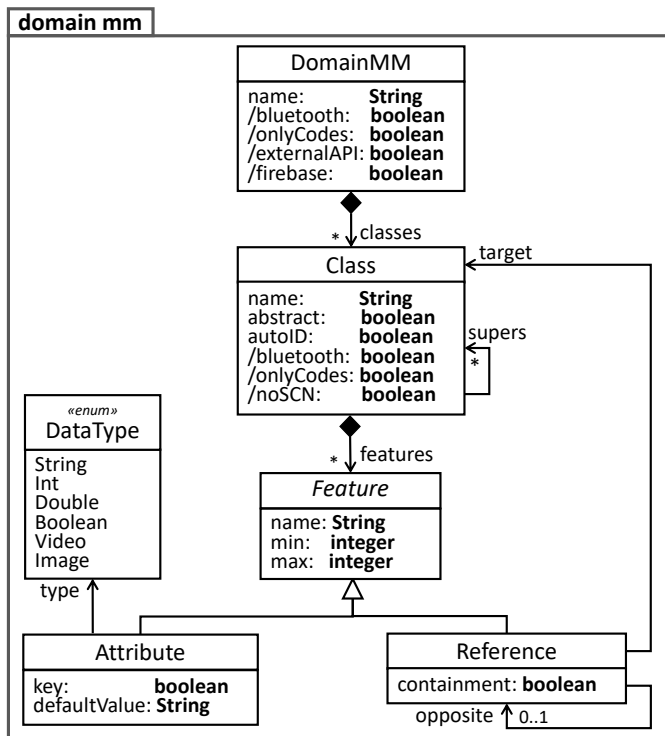 domain mm
DomainMM
name: String
/bluetooth: boolean
/onlyCodes: boolean
/externalAPI: boolean
/firebase: boolean
* classes
Class
target
name: String
abstract: boolean
autoID: boolean
/bluetooth: boolean
/onlyCodes: boolean
/noSCN: boolean
supers
*
«enum»
DataType
String
Int
Double
Boolean
Video
Image
* features
Feature
name: String
min: integer
max: integer
type
Attribute
key: boolean
defaultValue: String
Reference
containment: boolean
opposite 0..1